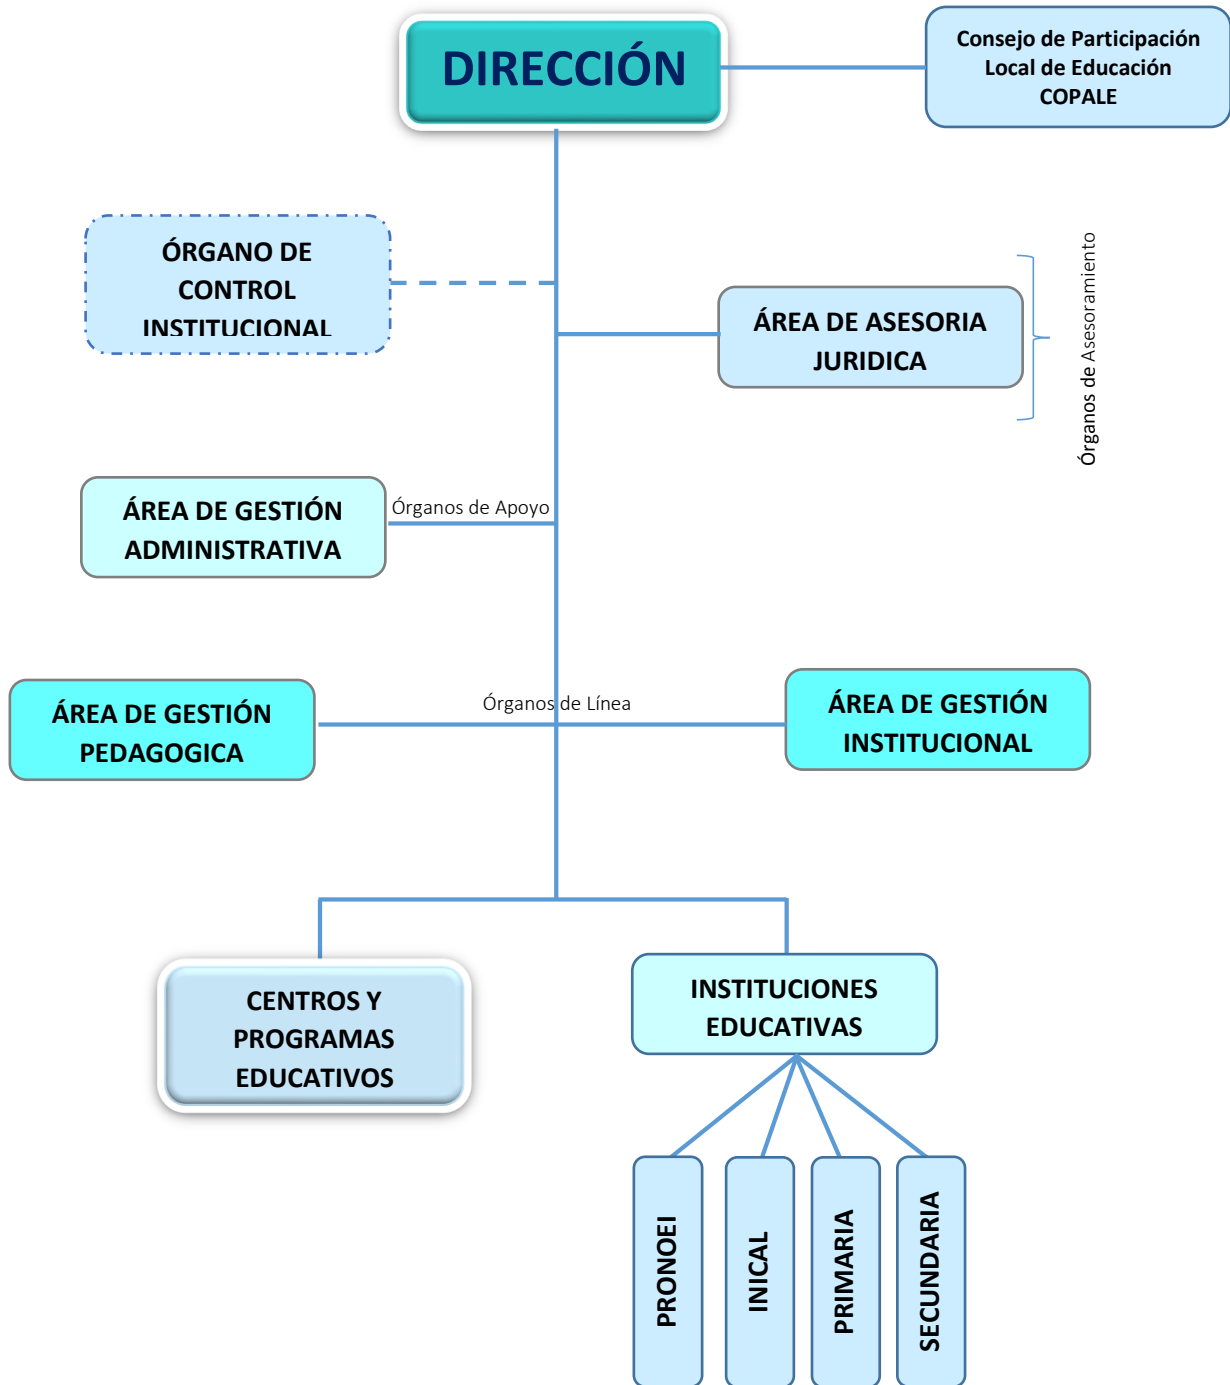 DIRECCIÓN
Consejo de Participación
Local de Educación
COPALE
ÓRGANO DE
CONTROL
INSTITUCIONAL
ÁREA DE ASESORIA
JURIDICA
Órganos de Asesoramiento
ÁREA DE GESTIÓN
ADMINISTRATIVA
Órganos de Apoyo
ÁREA DE GESTIÓN
PEDAGOGICA
Órganos de Línea
ÁREA DE GESTIÓN
INSTITUCIONAL
CENTROS Y
PROGRAMAS
EDUCATIVOS
INSTITUCIONES
EDUCATIVAS
PRONOEI
INICAL
PRIMARIA
SECUNDARIA